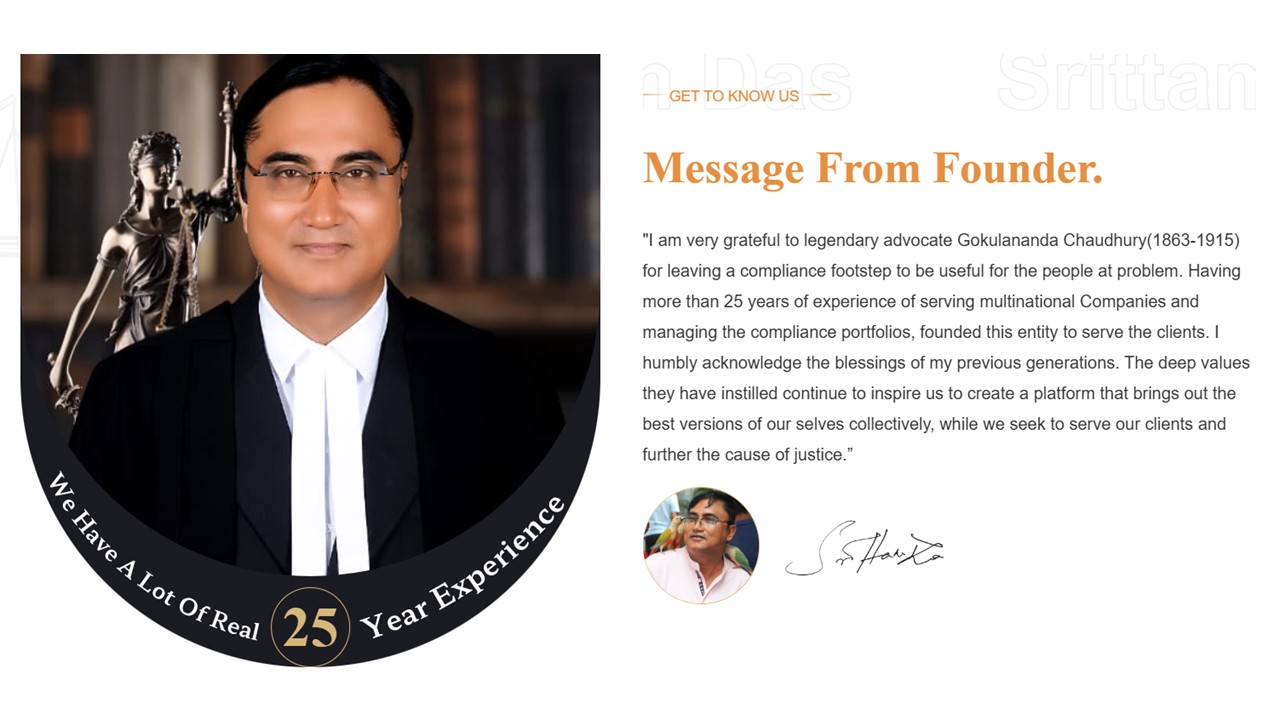 n Das Srittan
GET TO KNOW US
Message From Founder.
"I am very grateful to legendary advocate Gokulananda Chaudhury(1863-1915)
for leaving a compliance footstep to be useful for the people at problem. Having
more than 25 years of experience of serving multinational Companies and
managing the compliance portfolios, founded this entity to serve the clients. I
humbly acknowledge the blessings of my previous generations. The deep values
they have instilled continue to inspire us to create a platform that brings out the
best versions of our selves collectively, while we seek to serve our clients and
further the cause of justice.”
We Have A Lot Of Real 25 Year Experience